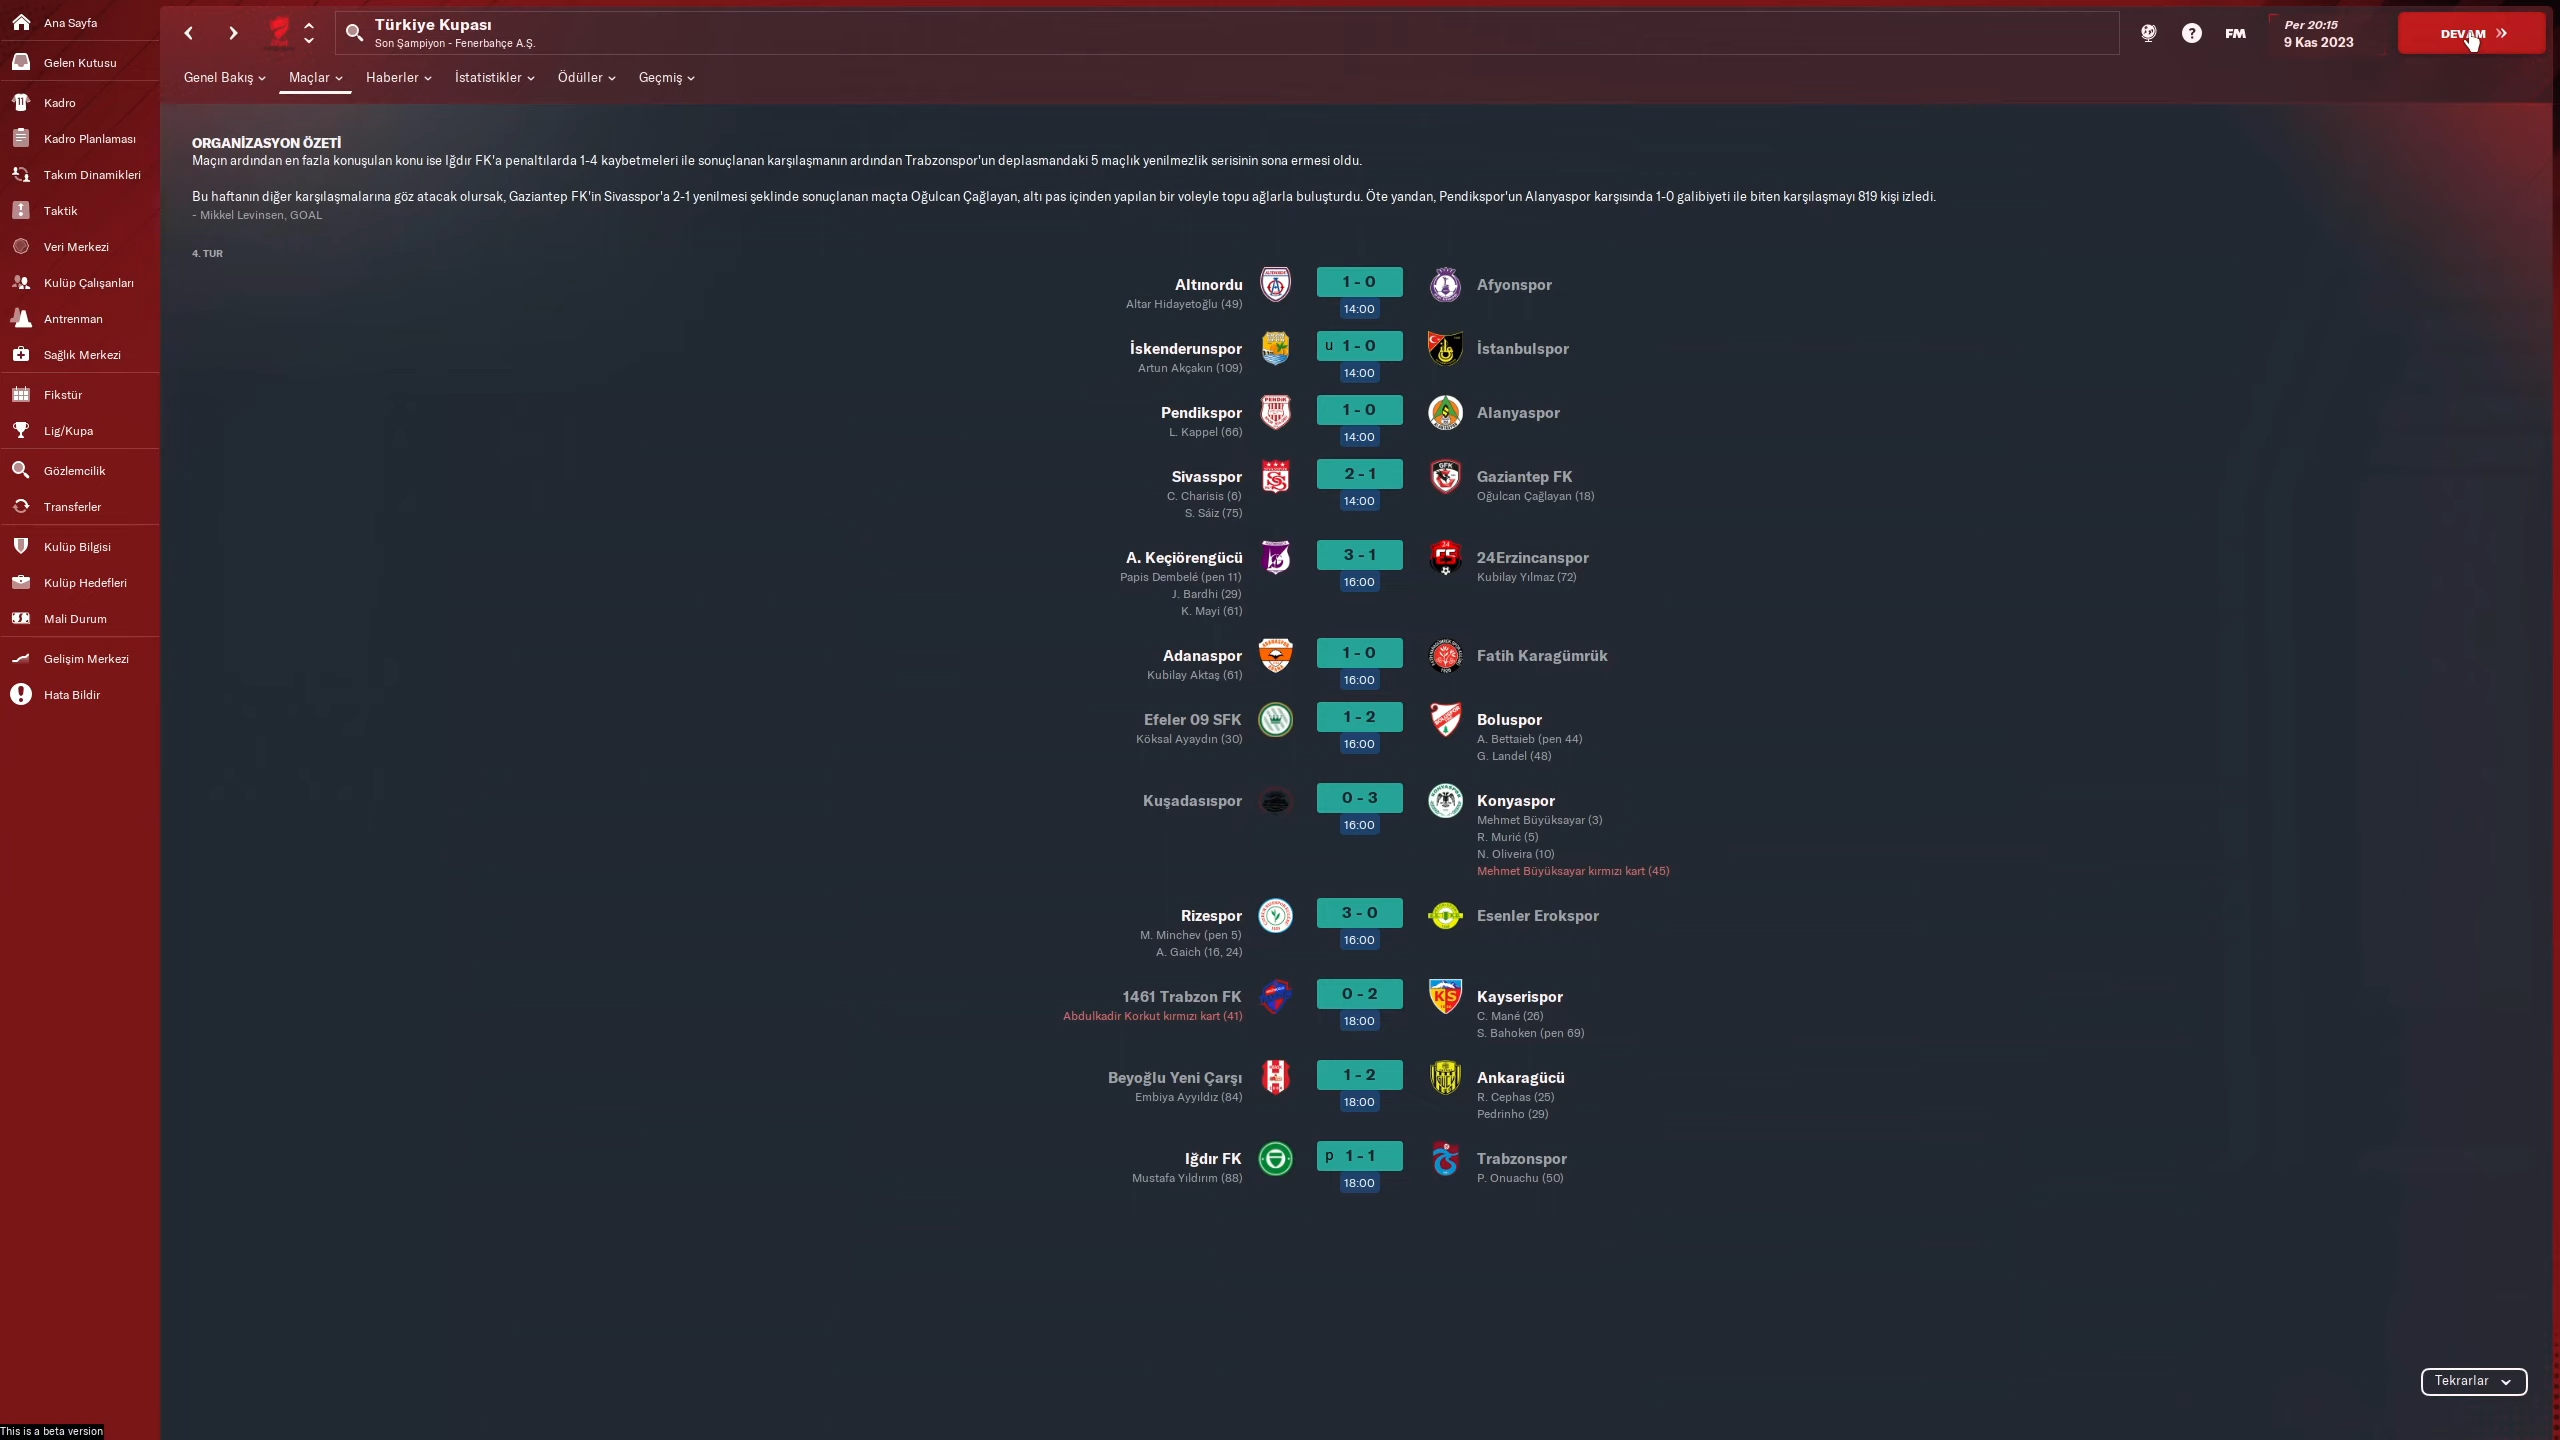 Ana Sayfa
Gelen Kutusu
Kadro
Kadro Planlaması
Takım Dinamikleri
Taktik
Veri Merkezi
Kulüp Çalışanları
Antrenman
Sağlık Merkezi
Fikstür
Lig/Kupa
Gözlemcilik
Transferler
Kulüp Bilgisi
Kulüp Hedefleri
Mali Durum
Gelişim Merkezi
Hata Bildir
This is a beta version
Türkiye Kupası
Son Şampiyon - Fenerbahçe A.Ş.
FM
Per 20:15
9 Kas 2023
DEVAM
Genel Bakış Maçlar Haberler İstatistikler Ödüller Geçmiş
ORGANİZASYON ÖZETİ
Maçın ardından en fazla konuşulan konu ise Iğdır FK'a penaltılarda 1-4 kaybetmeleri ile sonuçlanan karşılaşmanın ardından Trabzonspor'un deplasmandaki 5 maçlık yenilmezlik serisinin sona ermesi oldu.
Bu haftanın diğer karşılaşmalarına göz atacak olursak, Gaziantep FK'in Sivasspor'a 2-1 yenilmesi şeklinde sonuçlanan maçta Oğulcan Çağlayan, altı pas içinden yapılan bir voleyle topu ağlarla buluşturdu. Öte yandan, Pendikspor'un Alanyaspor karşısında 1-0 galibiyeti ile biten karşılaşmayı 819 kişi izledi.
- Mikkel Levinsen, GOAL
4. TUR
Altınordu 1 - 0 Afyonspor
Altar Hidayetoğlu (49) 14:00
İskenderunspor u 1 - 0 İstanbulspor
Artun Akçakın (109) 14:00
Pendikspor 1 - 0 Alanyaspor
L. Kappel (66) 14:00
Sivasspor 2 - 1 Gaziantep FK
C. Charisis (6) 14:00 Oğulcan Çağlayan (18)
S. Sáiz (75)
A. Keçiörengücü 3 - 1 24Erzincanspor
Papis Dembelé (pen 11) 16:00 Kubilay Yılmaz (72)
J. Bardhi (29)
K. Mayi (61)
Adanaspor 1 - 0 Fatih Karagümrük
Kubilay Aktaş (61) 16:00
Efeler 09 SFK 1 - 2 Boluspor
Köksal Ayaydın (30) 16:00 A. Bettaieb (pen 44)
G. Landel (48)
Kuşadasıspor 0 - 3 Konyaspor
16:00 Mehmet Büyüksayar (3)
R. Murić (5)
N. Oliveira (10)
Mehmet Büyüksayar kırmızı kart (45)
Rizespor 3 - 0 Esenler Erokspor
M. Minchev (pen 5) 16:00
A. Gaich (16, 24)
1461 Trabzon FK 0 - 2 Kayserispor
Abdulkadir Korkut kırmızı kart (41) 18:00 C. Mané (26)
S. Bahoken (pen 69)
Beyoğlu Yeni Çarşı 1 - 2 Ankaragücü
Embiya Ayyıldız (84) 18:00 R. Cephas (25)
Pedrinho (29)
Iğdır FK p 1 - 1 Trabzonspor
Mustafa Yıldırım (88) 18:00 P. Onuachu (50)
Tekrarlar